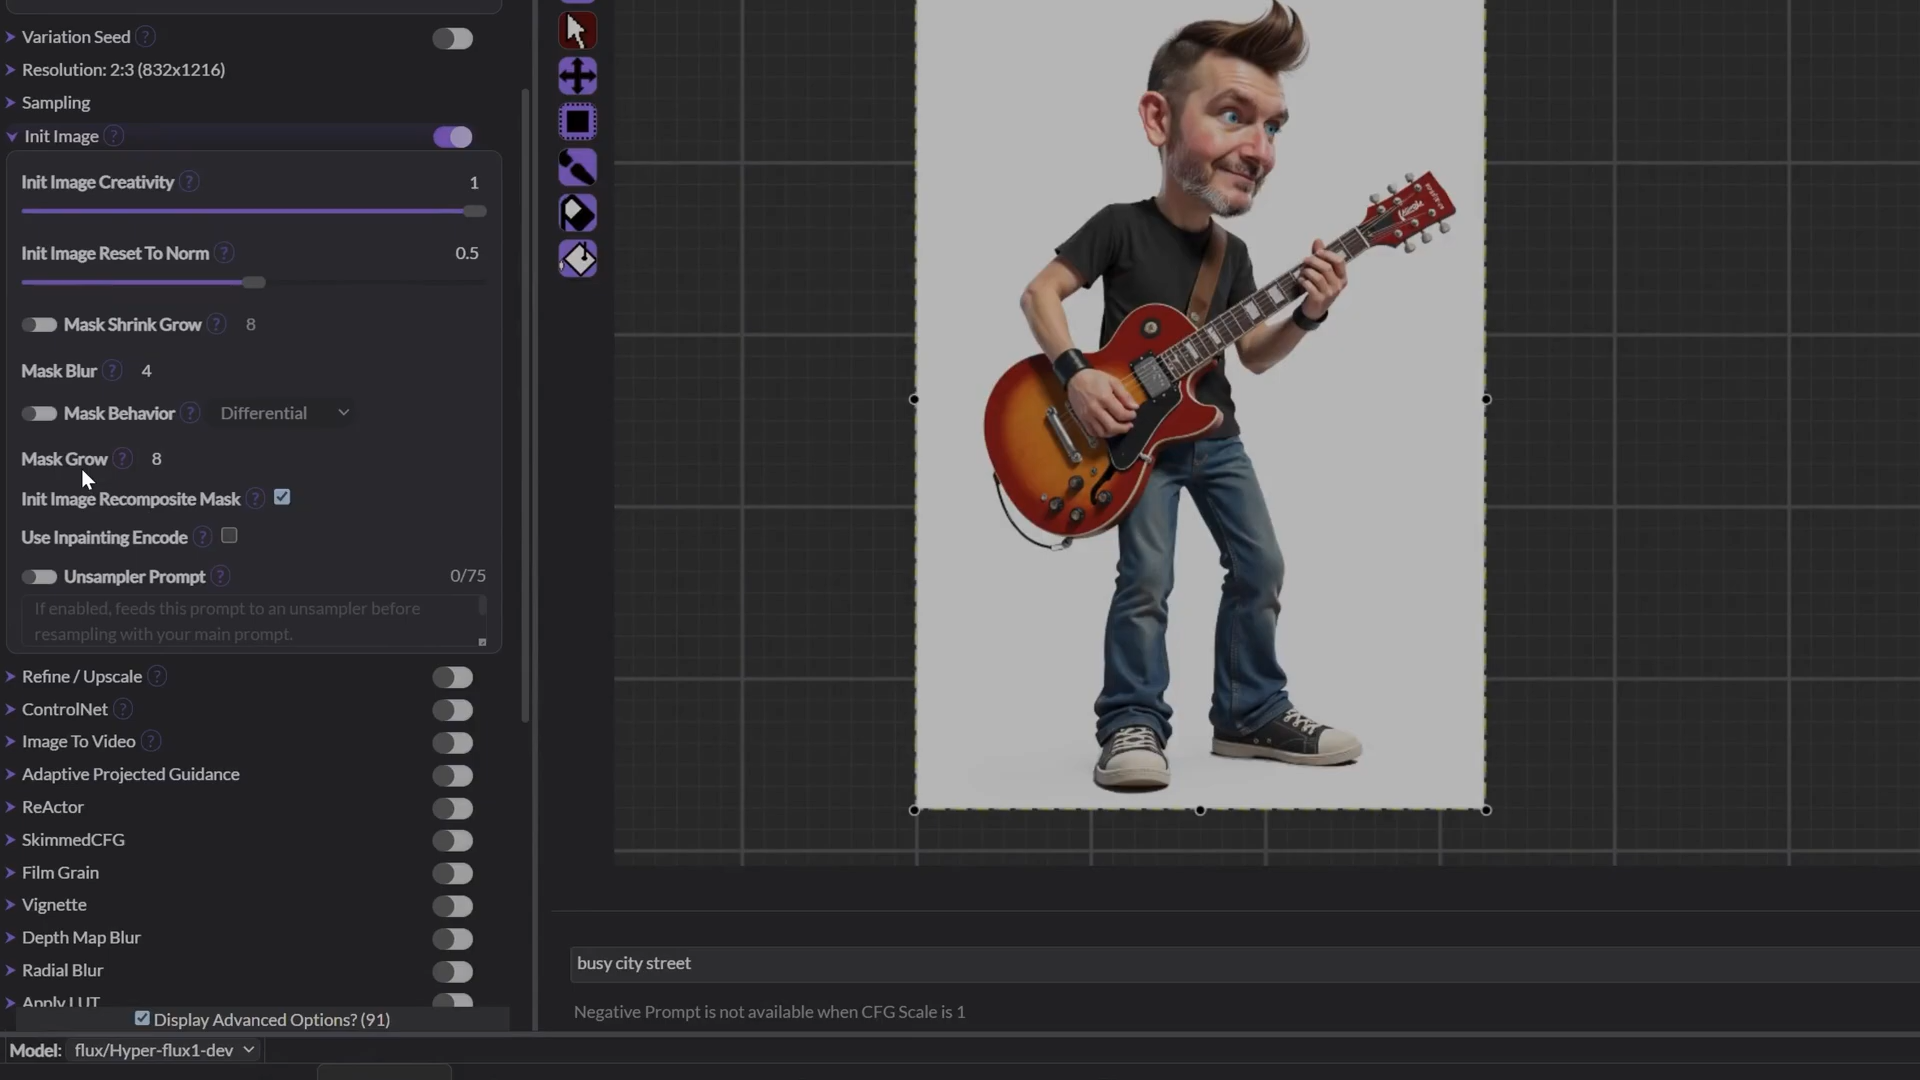 Variation Seed ?
Resolution: 2:3 (832x1216)
Sampling
Init Image ?
Init Image Creativity ? 1
Init Image Reset To Norm ? 0.5
Mask Shrink Grow ? 8
Mask Blur ? 4
Mask Behavior ? Differential
Mask Grow ? 8
Init Image Recomposite Mask ?
Use Inpainting Encode ?
Unsampler Prompt ? 0/75
If enabled, feeds this prompt to an unsampler before
resampling with your main prompt.
Refine / Upscale ?
ControlNet ?
Image To Video ?
Adaptive Projected Guidance
ReActor
SkimmedCFG
Film Grain
Vignette
Depth Map Blur
Radial Blur
Apply LUT
Display Advanced Options? (91)
Model: flux/Hyper-flux1-dev
busy city street
Negative Prompt is not available when CFG Scale is 1